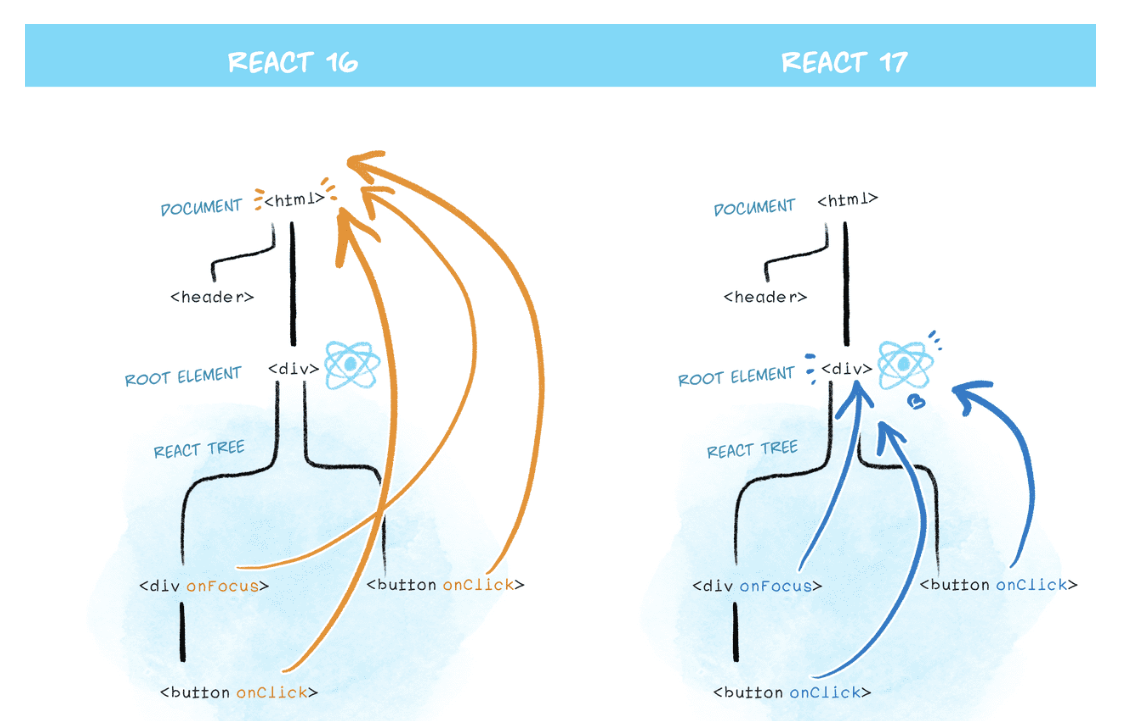 REACT 16
DOCUMENT <html>
<header>
ROOT ELEMENT <div>
REACT TREE
<div onFocus>
<button onClick>
<button onClick>
REACT 17
DOCUMENT <html>
<header>
ROOT ELEMENT <div>
REACT TREE
<div onFocus>
<button onClick>
<button onClick>